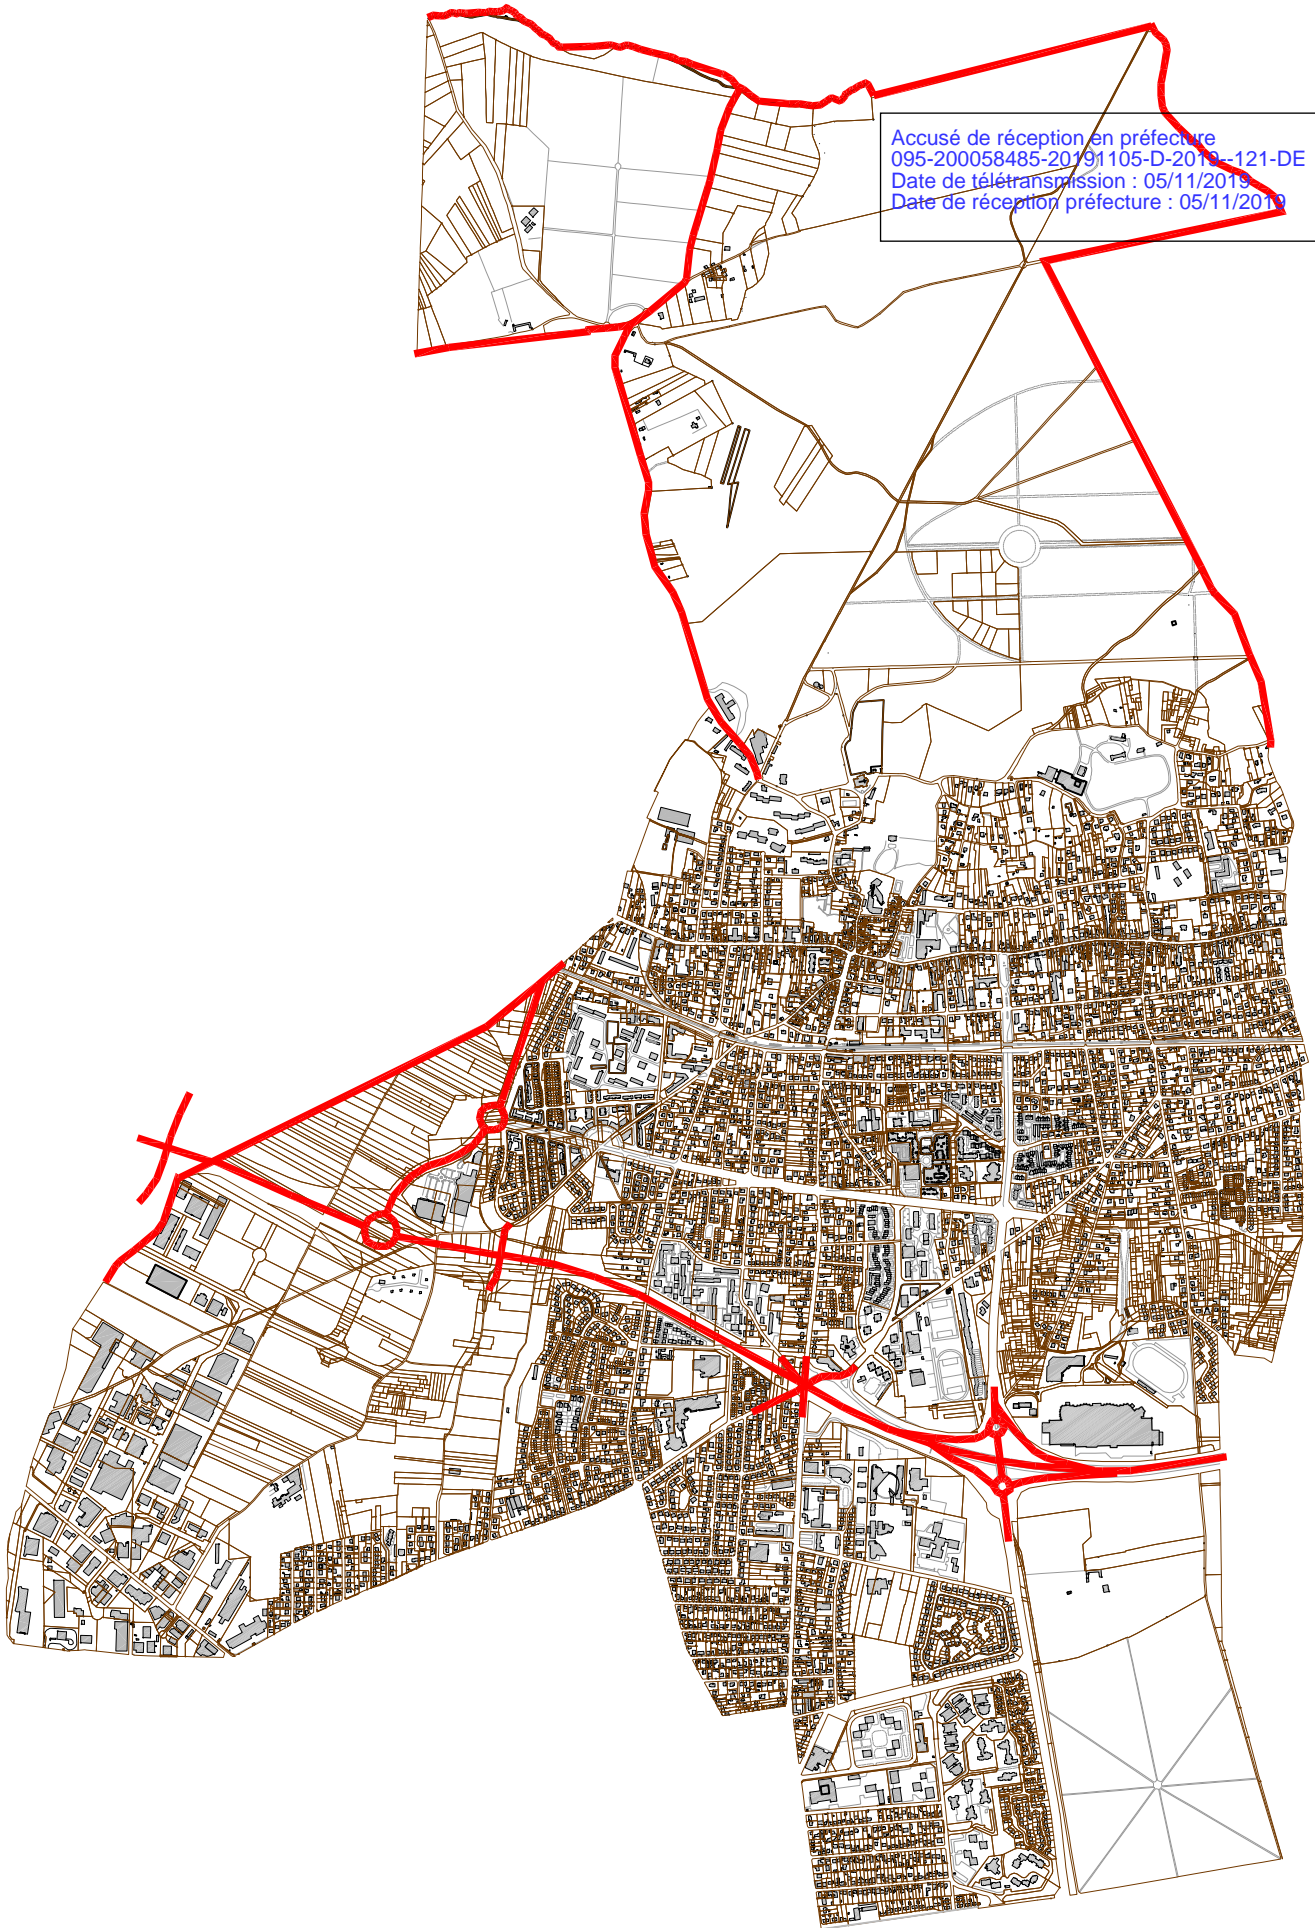 Accusé de réception en préfecture
095-200058485-20191105-D-2019--121-DE
Date de télétransmission : 05/11/2019
Date de réception préfecture : 05/11/2019